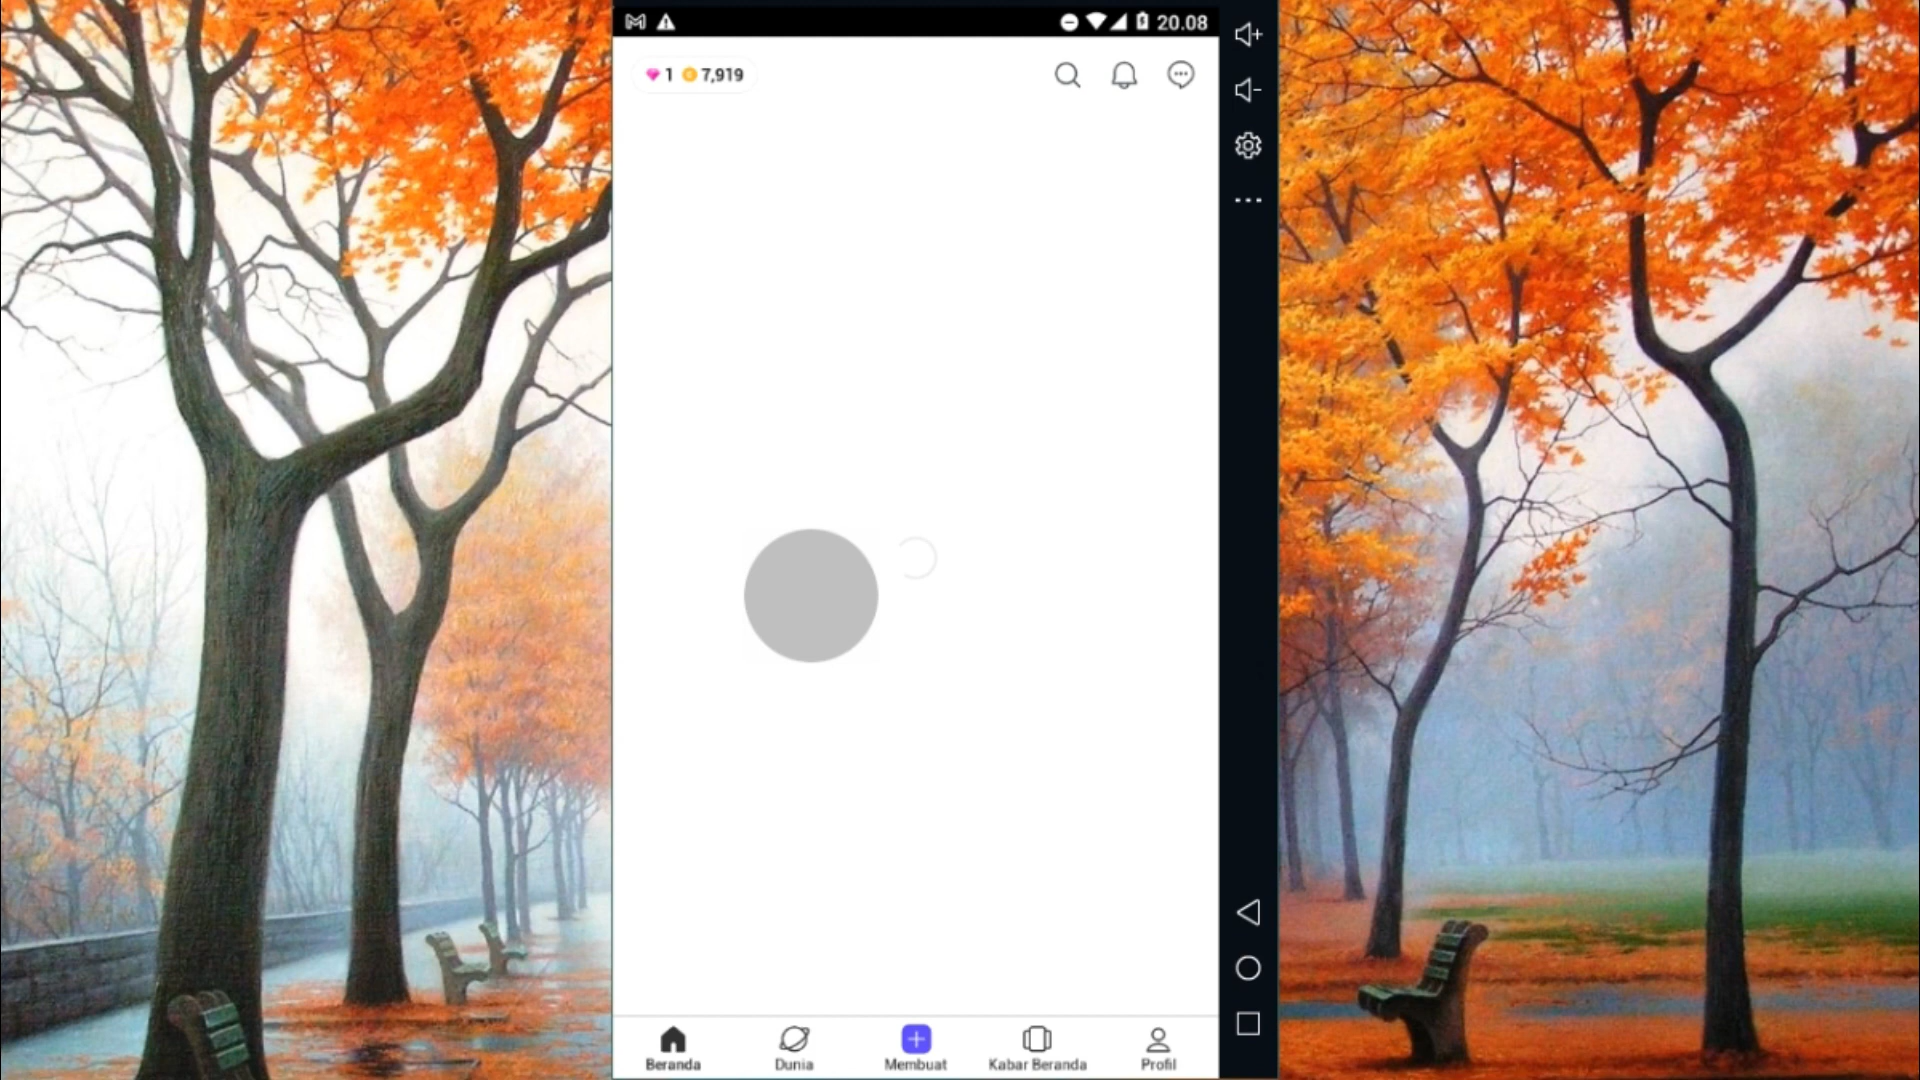 20.08
1 7,919
Beranda
Dunia
Membuat
Kabar Beranda
Profil